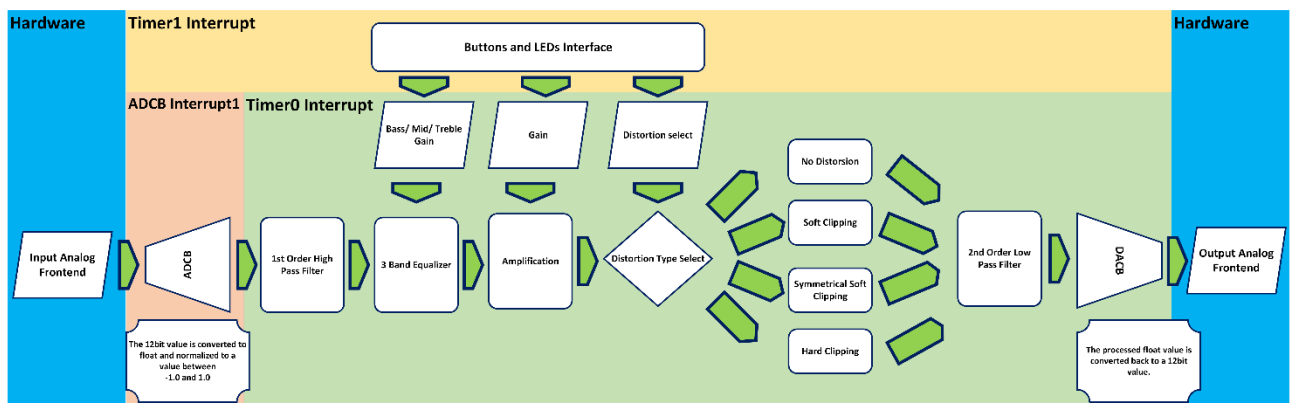 Hardware
Timer1 Interrupt
Hardware
Buttons and LEDs Interface
ADCB Interrupt1
Timer0 Interrupt
Bass/ Mid/ Treble
Gain
Gain
Distortion select
No Distorsion
Soft Clipping
Input Analog
Frontend
ADCB
1st Order High
Pass Filter
3 Band Equalizer
Amplification
Distortion Type Select
2nd Order Low
Pass Filter
DACB
Output Analog
Frontend
Symmetrical Soft
Clipping
Hard Clipping
The 12bit value is converted to
float and normalized to a
value between
-1.0 and 1.0
The processed float value is
converted back to a 12bit
value.